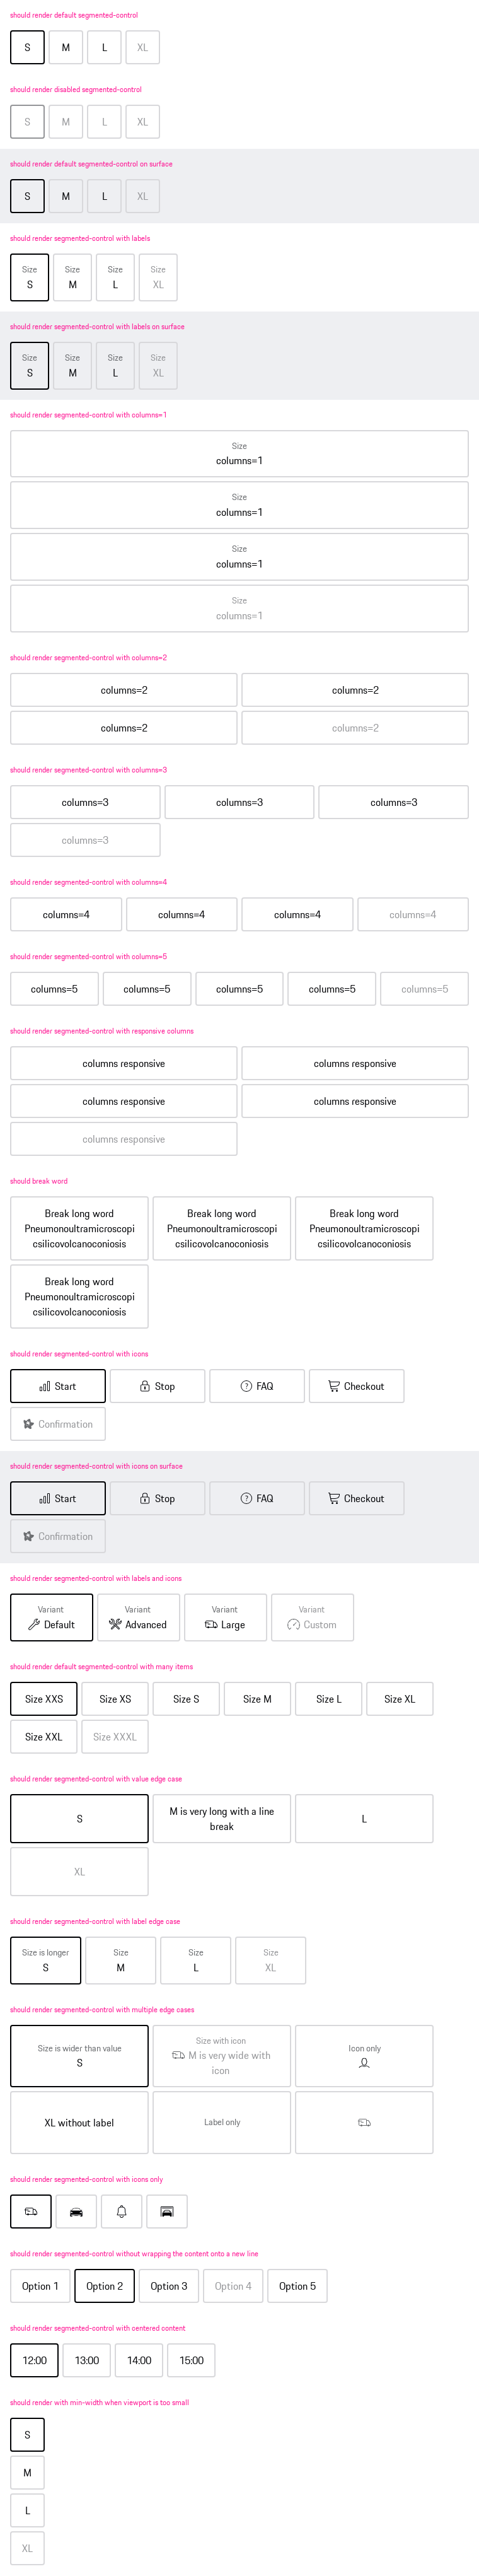 should render default segmented-control
S M L XL
should render disabled segmented-control
S M L XL
should render default segmented-control on surface
S M L XL
should render segmented-control with labels
Size Size Size Size
S M L XL
should render segmented-control with labels on surface
Size Size Size Size
S M L XL
should render segmented-control with columns=1
Size
columns=1
Size
columns=1
Size
columns=1
Size
columns=1
should render segmented-control with columns=2
columns=2 columns=2
columns=2 columns=2
should render segmented-control with columns=3
columns=3 columns=3 columns=3
columns=3
should render segmented-control with columns=4
columns=4 columns=4 columns=4 columns=4
should render segmented-control with columns=5
columns=5 columns=5 columns=5 columns=5 columns=5
should render segmented-control with responsive columns
columns responsive columns responsive
columns responsive columns responsive
columns responsive
should break word
Break long word Break long word Break long word
Pneumonoultramicroscopi Pneumonoultramicroscopi Pneumonoultramicroscopi
csilicovolcanoconiosis csilicovolcanoconiosis csilicovolcanoconiosis
Break long word
Pneumonoultramicroscopi
csilicovolcanoconiosis
should render segmented-control with icons
Start Stop FAQ Checkout
Confirmation
should render segmented-control with icons on surface
Start Stop FAQ Checkout
Confirmation
should render segmented-control with labels and icons
Variant Variant Variant Variant
Default Advanced Large Custom
should render default segmented-control with many items
Size XXS Size XS Size S Size M Size L Size XL
Size XXL Size XXXL
should render segmented-control with value edge case
S M is very long with a line L
break
XL
should render segmented-control with label edge case
Size is longer Size Size Size
S M L XL
should render segmented-control with multiple edge cases
Size is wider than value Size with icon Icon only
S M is very wide with
icon
XL without label Label only
should render segmented-control with icons only
should render segmented-control without wrapping the content onto a new line
Option 1 Option 2 Option 3 Option 4 Option 5
should render segmented-control with centered content
12:00 13:00 14:00 15:00
should render with min-width when viewport is too small
S
M
L
XL